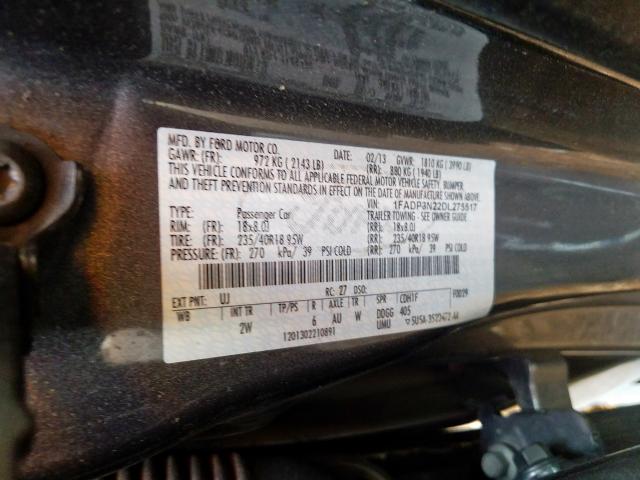 MFD. BY FORD MOTOR CO.
DATE: 02/13 GVWR: 1810 KG ( 3990 LB)
GAWR: (FR): 972 KG ( 2143 LB) (RR): 880 KG ( 1940 LB)
THIS VEHICLE CONFORMS TO ALL APPLICABLE FEDERAL MOTOR VEHICLE SAFETY, BUMPER,
AND THEFT PREVENTION STANDARDS IN EFFECT ON THE DATE OF MANUFACTURE SHOWN ABOVE.
VIN: 1FADP3N22DL275517
TYPE: Passenger Car TRAILER TOWING - SEE OWNER GUIDE
RIM: (FR) 18x8.0J (RR) 18x8.0J
TIRE: (FR) 235/40R18 95W (RR) 235/40R18 95W
PRESSURE: (FR) 270 kPa/ 39 PSI COLD (RR) 270 kPa/ 39 PSI COLD
EXT PNT: UJ RC: 27 DSO: F0029
WB INT TR TP/PS R AXLE TR SPR CDH1F
2W 6 AU W DDGG 405
1201302210891 UMU